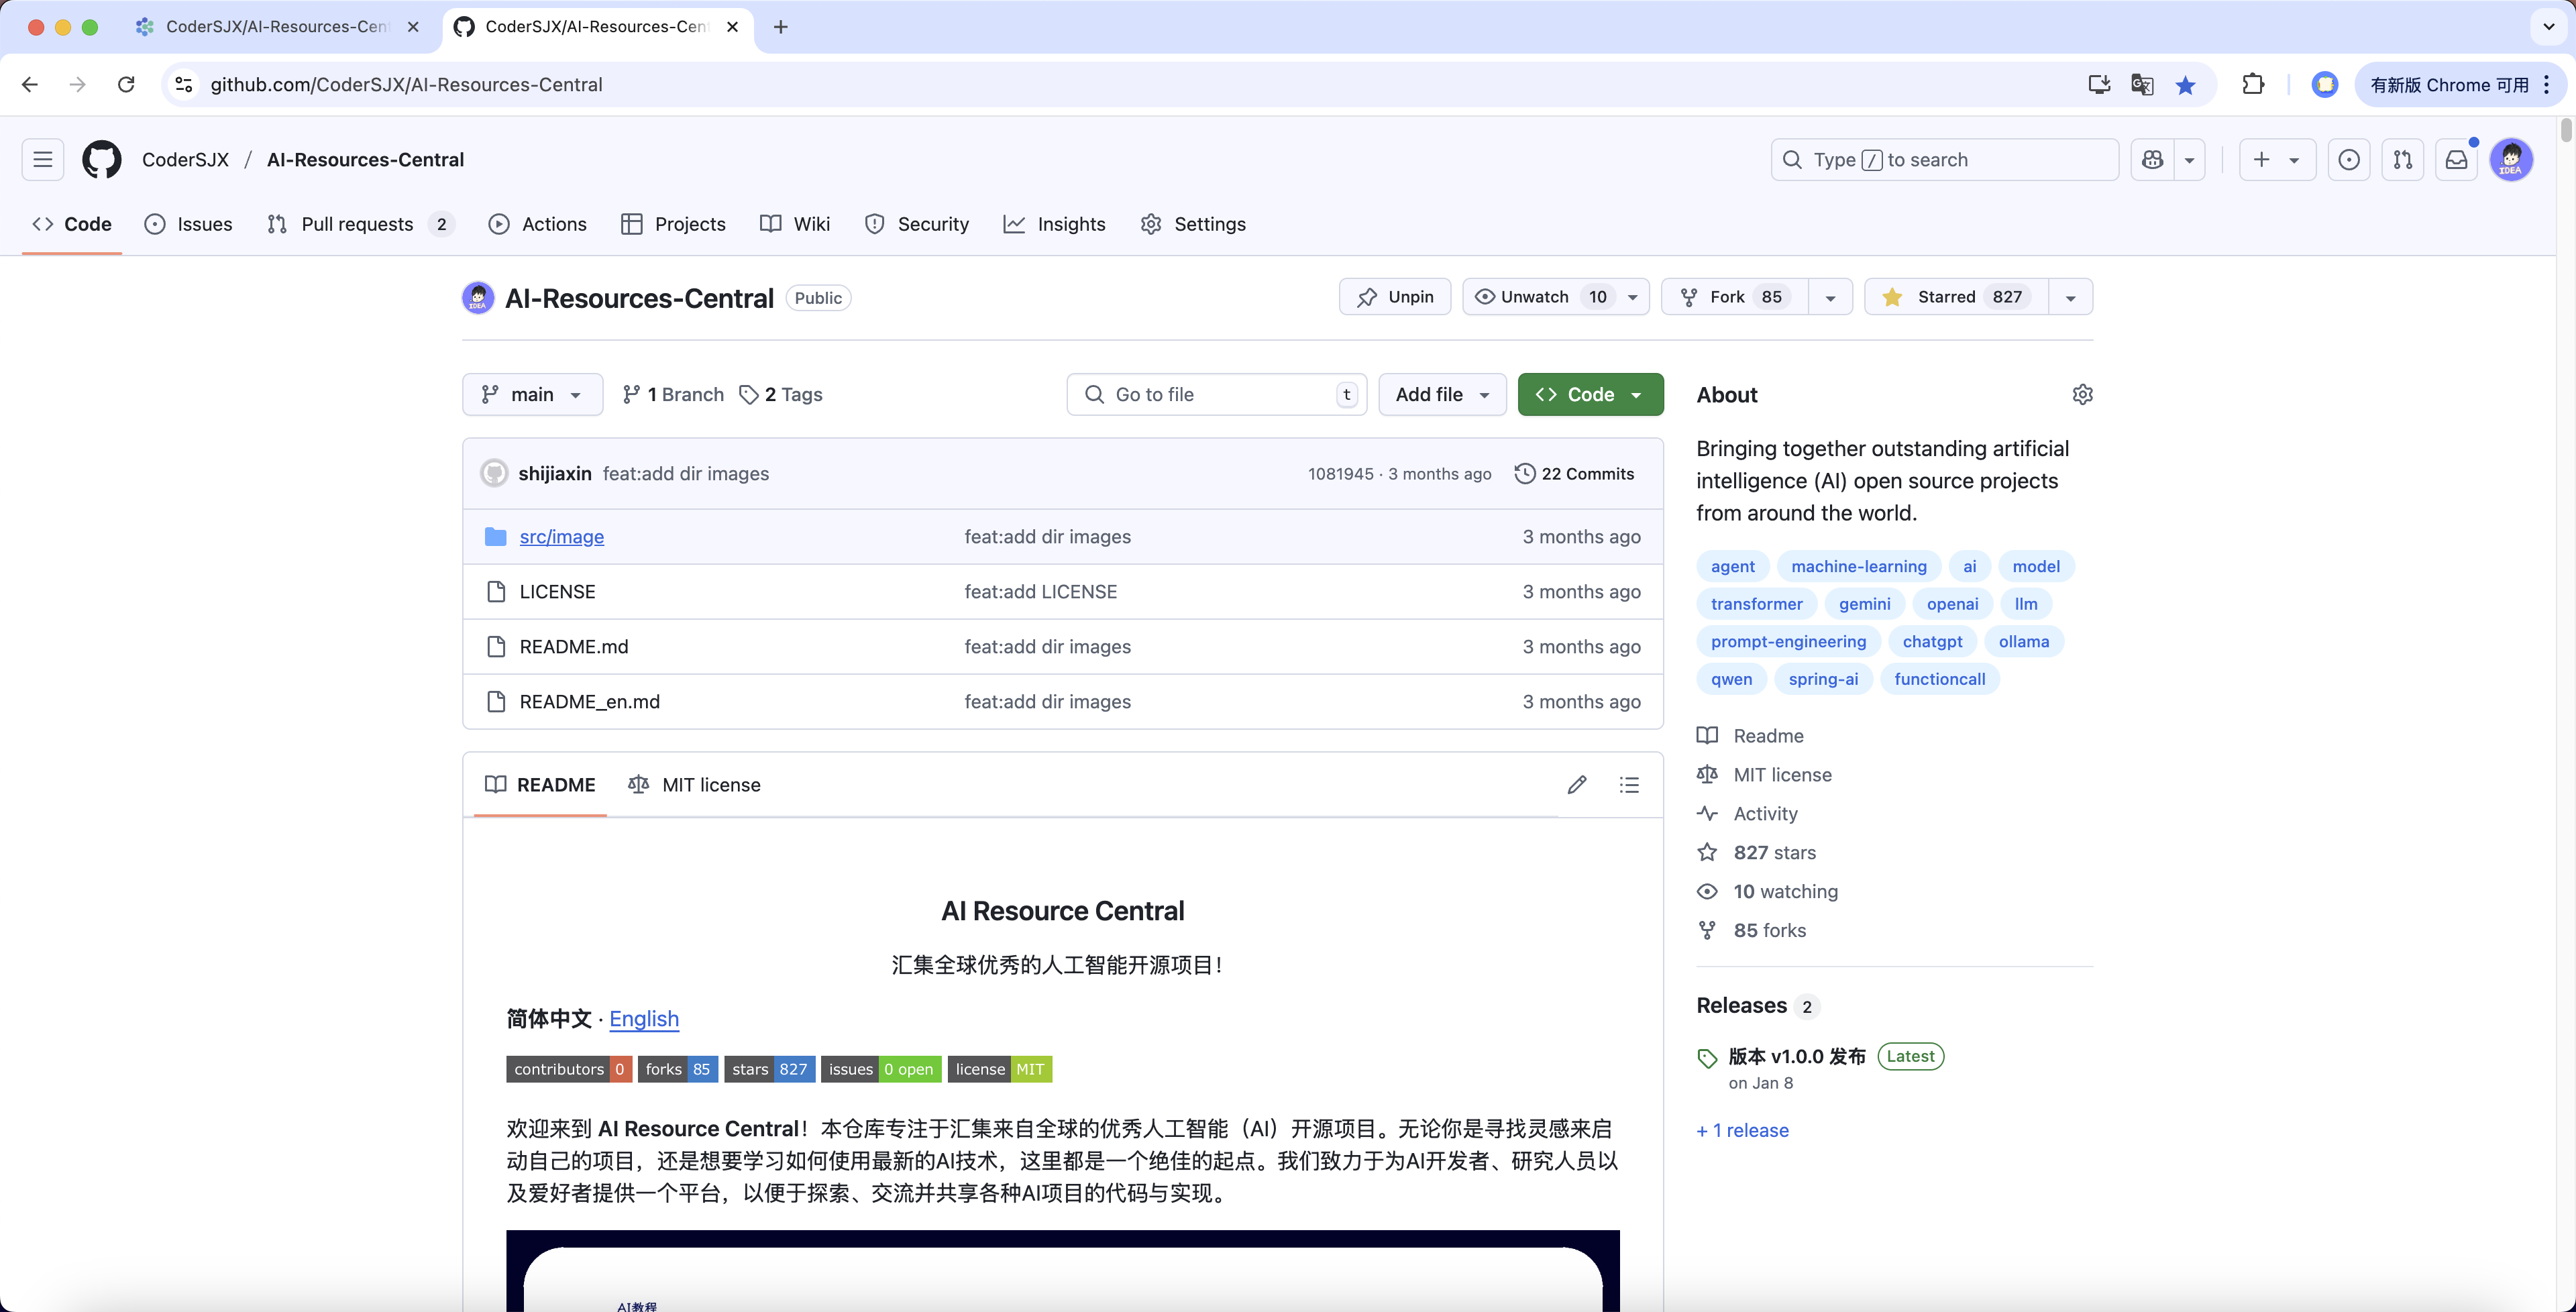 CoderSJX/AI-Resources-Cen
CoderSJX/AI-Resources-Cen
github.com/CoderSJX/AI-Resources-Central
有新版 Chrome 可用
CoderSJX / AI-Resources-Central
Type / to search
Code
Issues
Pull requests 2
Actions
Projects
Wiki
Security
Insights
Settings
AI-Resources-Central Public
Unpin
Unwatch 10
Fork 85
Starred 827
main
1 Branch
2 Tags
Go to file t
Add file
Code
shijiaxin feat:add dir images 1081945 · 3 months ago 22 Commits
src/image feat:add dir images 3 months ago
LICENSE feat:add LICENSE 3 months ago
README.md feat:add dir images 3 months ago
README_en.md feat:add dir images 3 months ago
README
MIT license
AI Resource Central
汇集全球优秀的人工智能开源项目！
简体中文 · English
contributors 0 forks 85 stars 827 issues 0 open license MIT
欢迎来到 AI Resource Central！本仓库专注于汇集来自全球的优秀人工智能（AI）开源项目。无论你是寻找灵感来启
动自己的项目，还是想要学习如何使用最新的AI技术，这里都是一个绝佳的起点。我们致力于为AI开发者、研究人员以
及爱好者提供一个平台，以便于探索、交流并共享各种AI项目的代码与实现。
AI教程
About
Bringing together outstanding artificial
intelligence (AI) open source projects
from around the world.
agent machine-learning ai model
transformer gemini openai llm
prompt-engineering chatgpt ollama
qwen spring-ai functioncall
Readme
MIT license
Activity
827 stars
10 watching
85 forks
Releases 2
版本 v1.0.0 发布 Latest
on Jan 8
+ 1 release
IDEA
IDEA